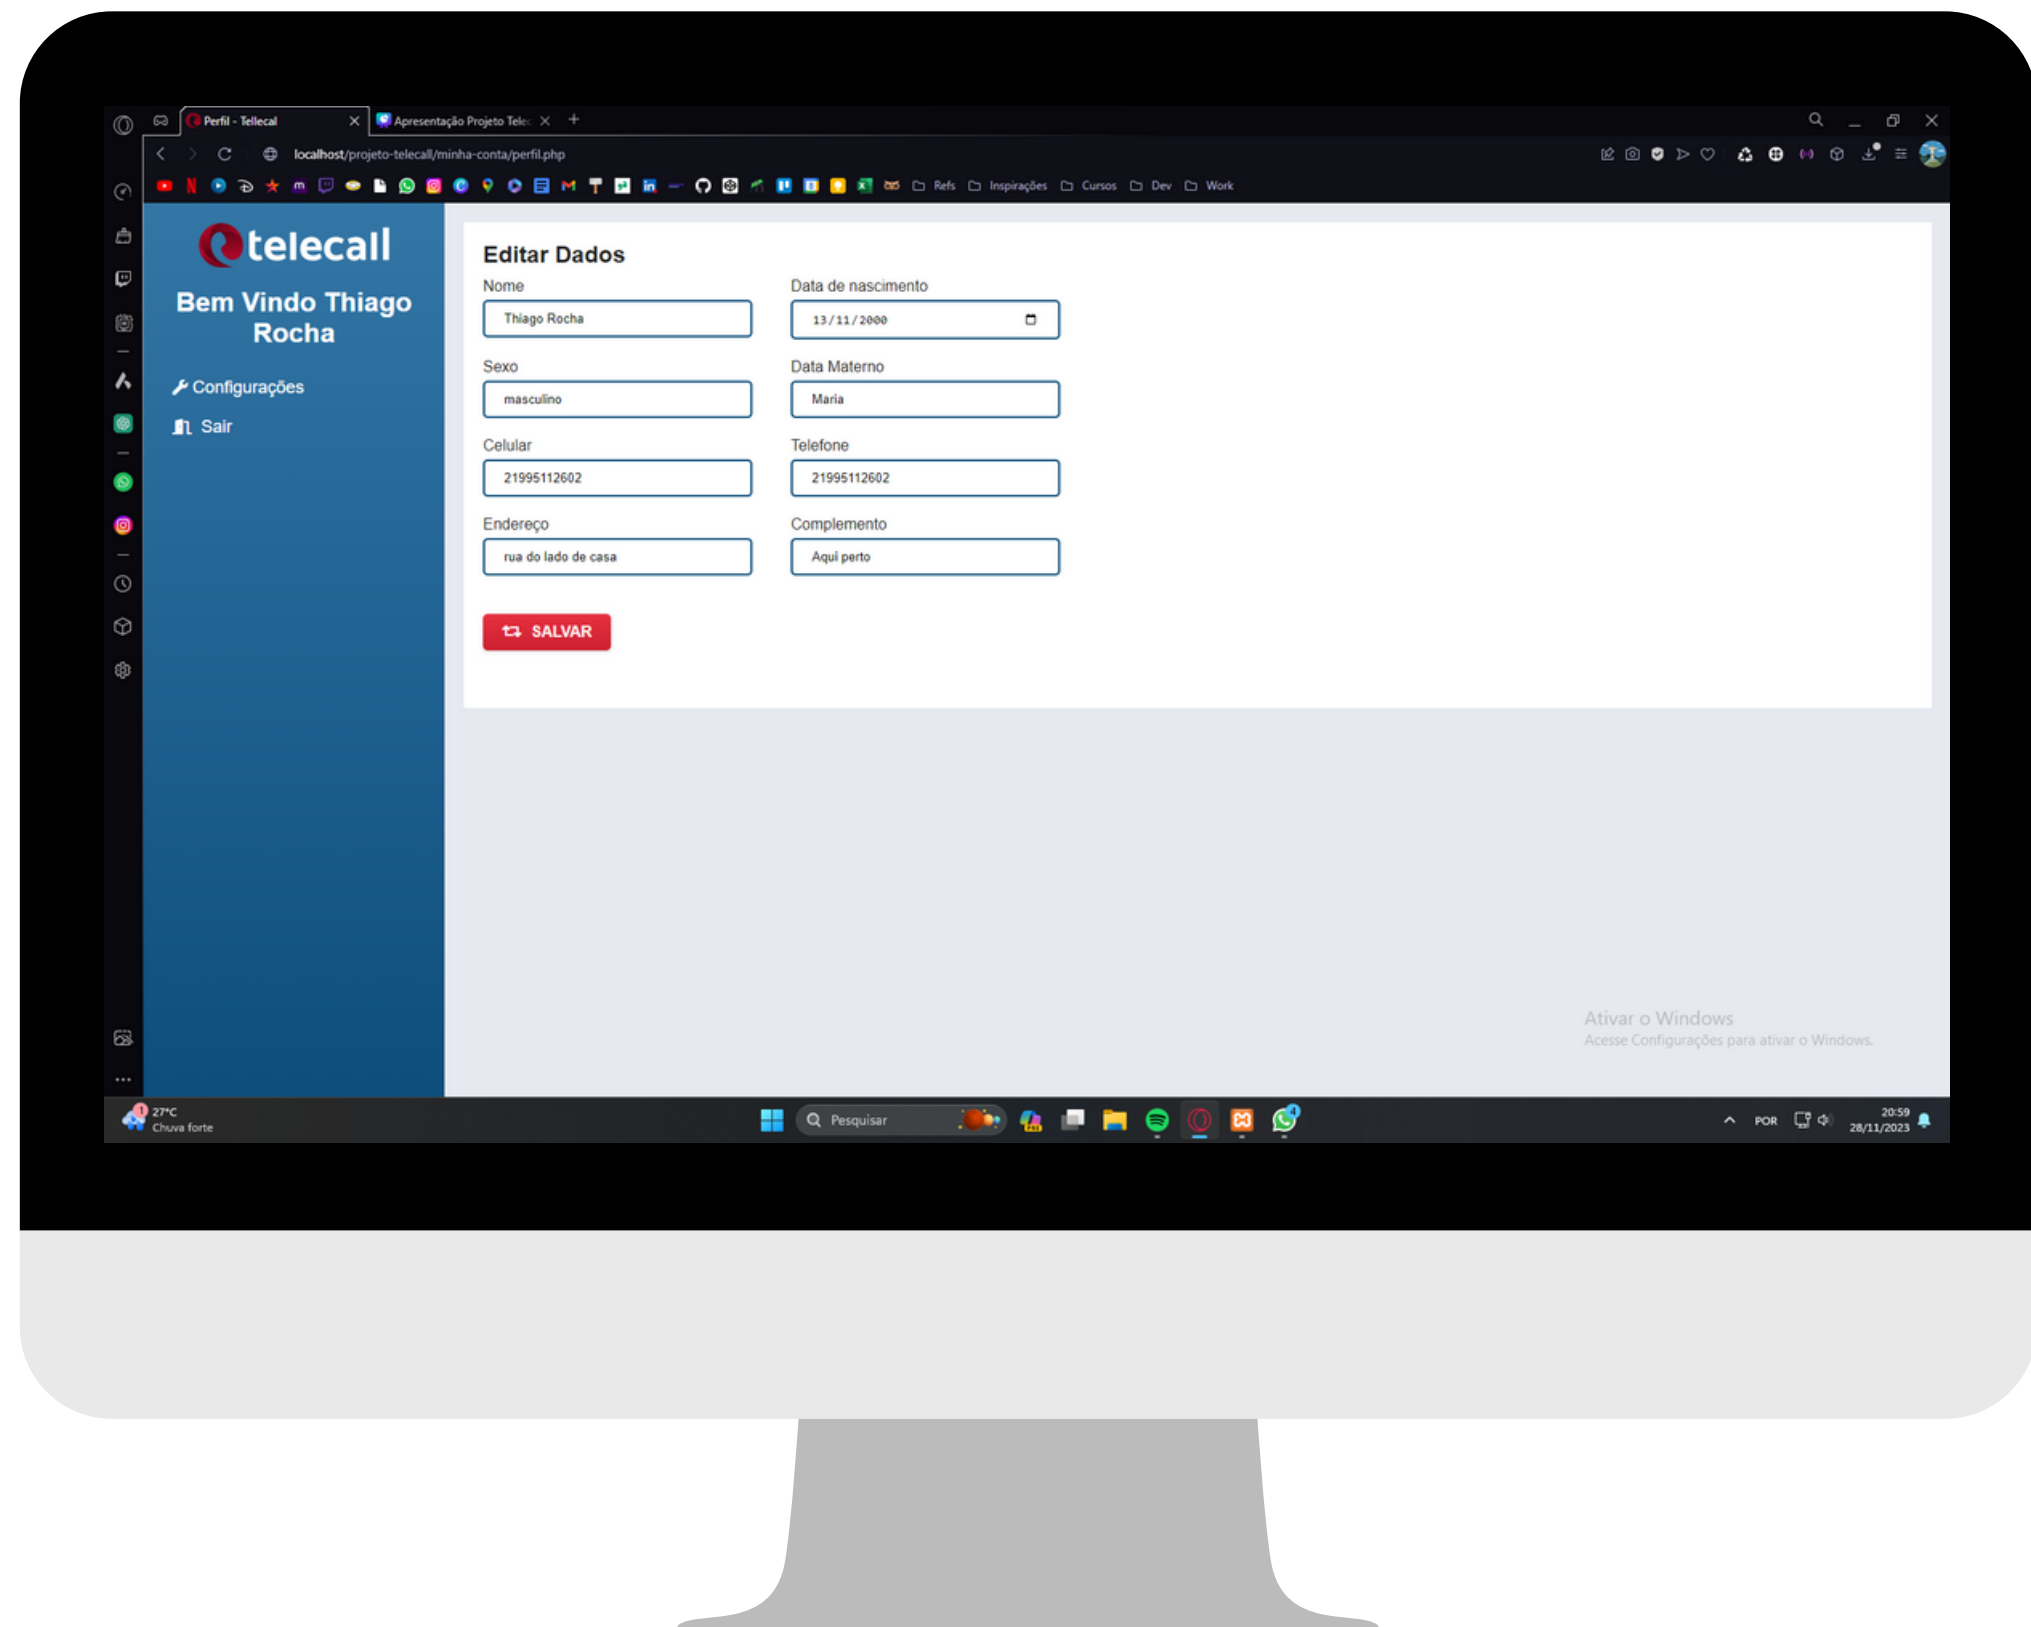 Perfil - Tellecal
Apresentação Projeto Telec
localhost/projeto-telecall/minha-conta/perfil.php
Refs
Inspirações
Cursos
Dev
Work
telecall
Bem Vindo Thiago
Rocha
Configurações
Sair
Editar Dados
Nome
Data de nascimento
Thiago Rocha
13/11/2000
Sexo
Data Materno
masculino
Maria
Celular
Telefone
21995112602
21995112602
Endereço
Complemento
rua do lado de casa
Aqui perto
SALVAR
Ativar o Windows
Acesse Configurações para ativar o Windows.
1
27°C
Chuva forte
Pesquisar
PRE
4
POR
20:59
28/11/2023